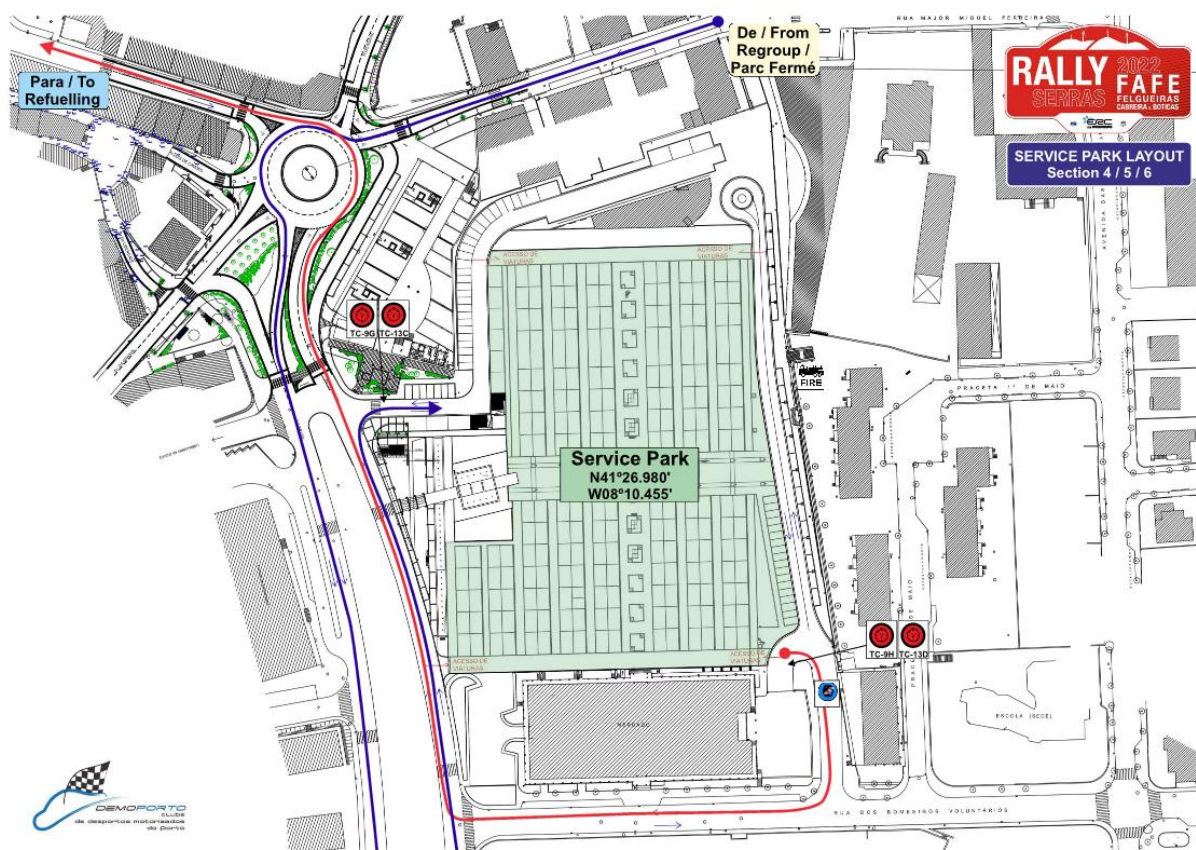 RUA MAJOR MIGUEL FERREIRA
De / From
Regroup /
Parc Fermé
Para / To
Refuelling
RALLY
SERRAS
2022
FAFE
FELGUEIRAS
CABREIRA e BOTICAS
ERC
SERVICE PARK LAYOUT
Section 4 / 5 / 6
ACESSO DE
VIATURAS
ACESSO DE
VIATURAS
TC-9G
TC-13C
FIRE
PRACETA 1º DE MAIO
Service Park
N41º26.980'
W08º10.455'
TC-9H
TC-13D
ACESSO DE
VIATURAS
ACESSO DE
VIATURAS
MERCADO
ESCOLA (SEDE)
RUA DOS BOMBEIROS VOLUNTÁRIOS
DEMOPORTO
CLUBE
de desportos motorizados
do porto